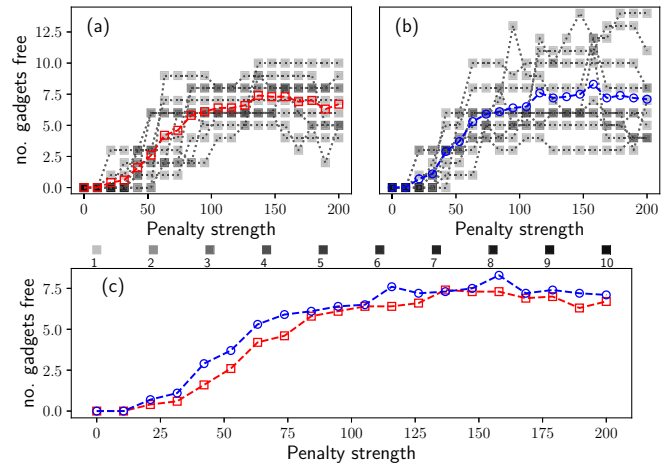 (a)
(b)
no. gadgets free
12.5
10.0
7.5
5.0
2.5
0.0
0 50 100 150 200
0 50 100 150 200
Penalty strength
Penalty strength
1 2 3 4 5 6 7 8 9 10
(c)
no. gadgets free
7.5
5.0
2.5
0.0
0 25 50 75 100 125 150 175 200
Penalty strength